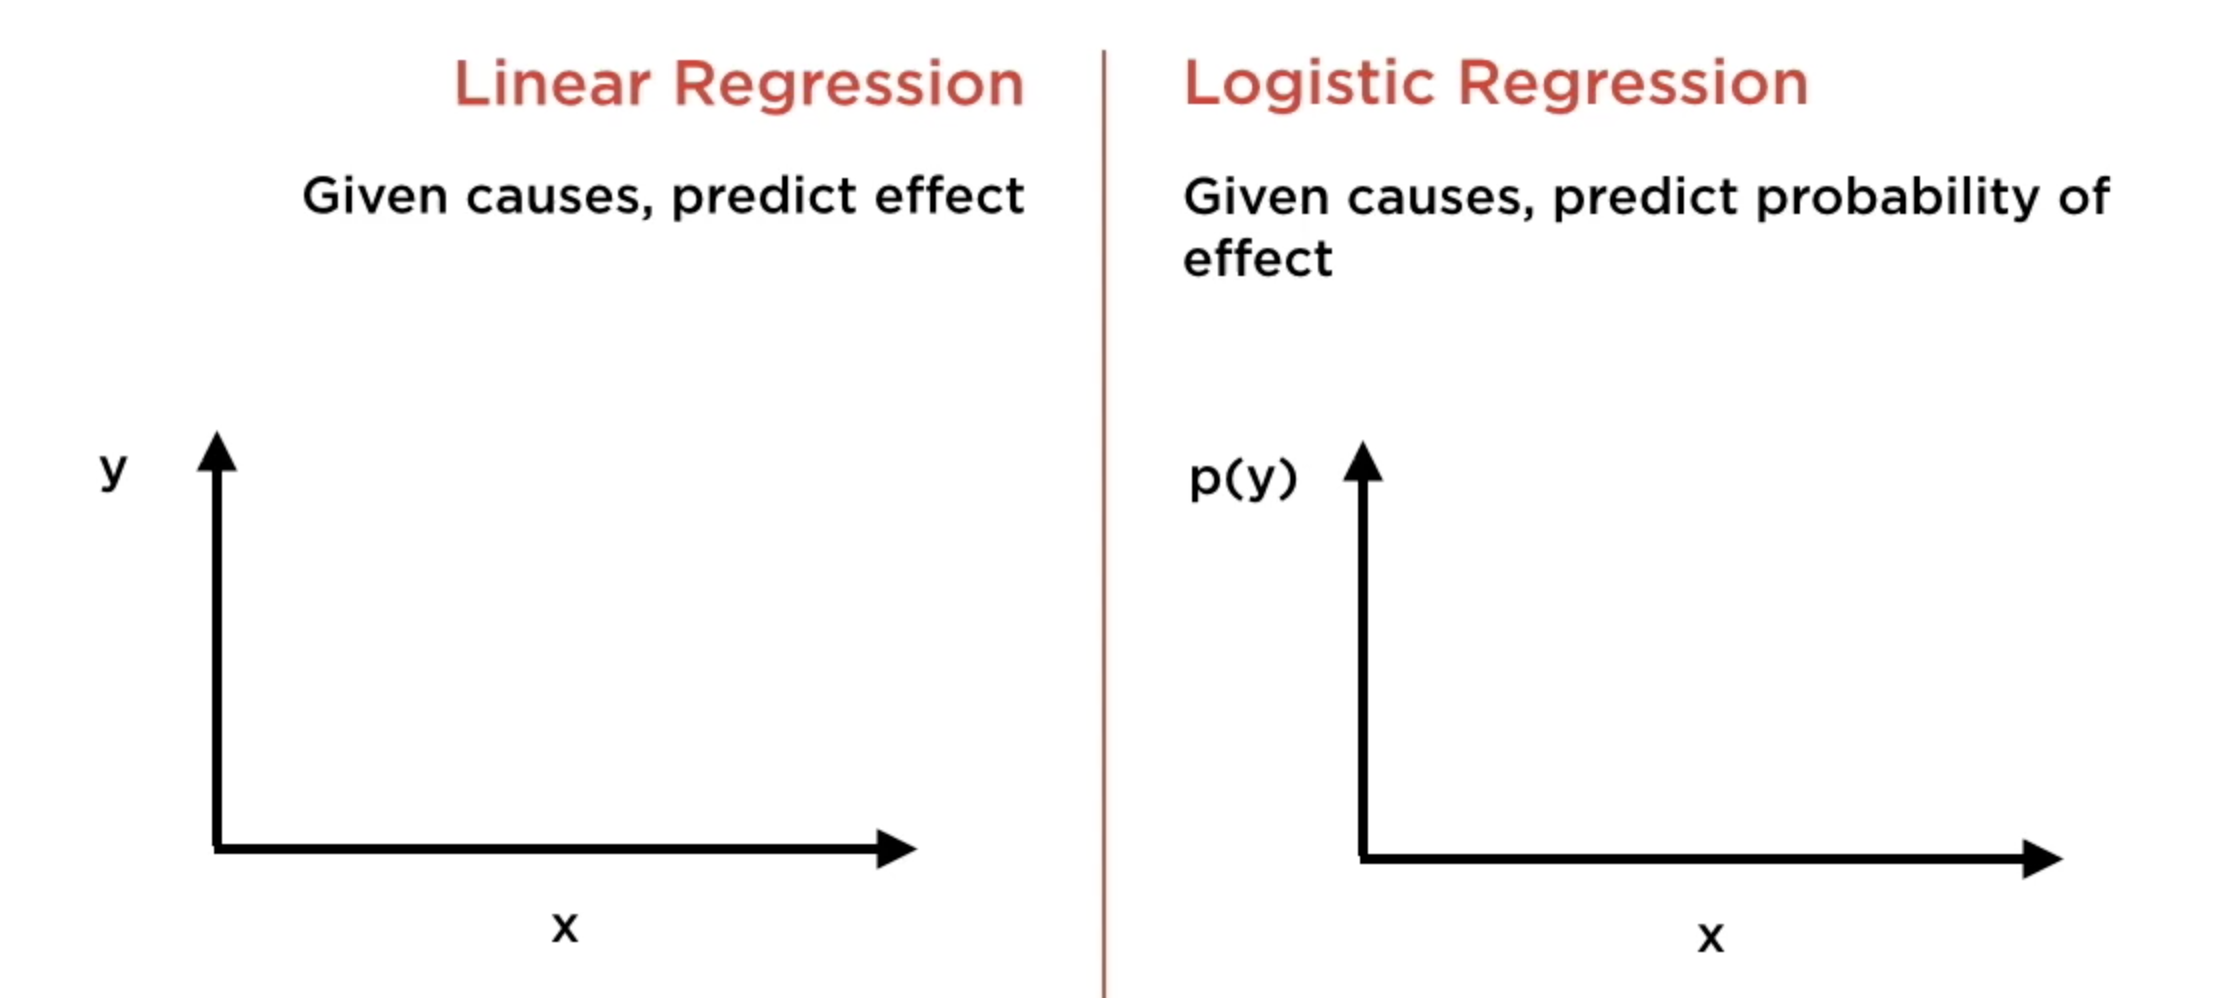 Linear Regression
Given causes, predict effect
y
x
Logistic Regression
Given causes, predict probability of
effect
p(y)
x